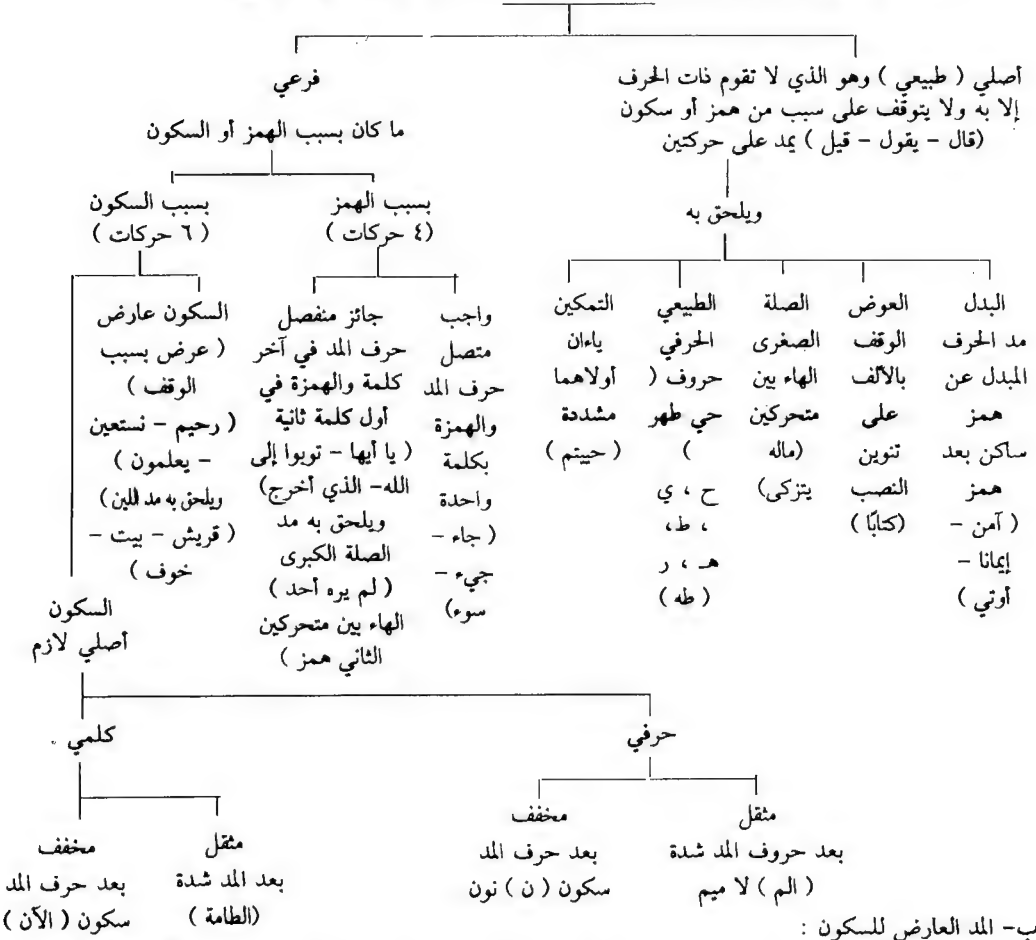 أصلي ( طبيعي ) وهو الذي لا تقوم ذات الحرف
إلا به ولا يتوقف على سبب من همز أو سكون
(قال – يقول – قيل ) يمد على حركتين
ويلحق به
البدل
مد الحرف
المبدل عن
همز
ساكن بعد
همز
( آمن –
إيمانا –
أوتي )
العوض
الوقف
بالألف
على
تنوين
النصب
(كتابًا )
الصلة
الصغرى
الهاء بين
متحركين
(ماله
يتزكى)
الطبيعي
الحرفي
حروف (
حي طهر
)
ح ، ي
، ط،
هـ ، ر
( طه )
التمكين
ياءان
أولاهما
مشددة
( حييتم )
فرعي
ما كان بسبب الهمز أو السكون
بسبب الهمز
(٤ حركات )
واجب
متصل
حرف المد
والهمزة
بكلمة
واحدة
( جاء –
جيء –
سوء)
جائز منفصل
حرف المد في آخر
كلمة والهمزة في
أول كلمة ثانية
( يا أيها – توبوا إلى
الله– الذي أخرج)
ويلحق به مد
الصلة الكبرى
( لم يره أحد )
الهاء بين متحركين
الثاني همز )
بسبب السكون
( ٦ حركات )
السكون عارض
( عرض بسبب
الوقف )
( رحيم – نستعين
– يعلمون )
ويلحق به مد اللين)
( قريش – بيت –
خوف )
السكون
أصلي لازم
حرفي
مثقل
بعد حروف المد شدة
( الم ) لا ميم
مخفف
بعد حرف المد
سكون ( ن ) نون
كلمي .
مثقل
بعد المد شدة
(الطامة )
مخفف
بعد حرف المد
سكون ( الآن )
ب– المد العارض للسكون :